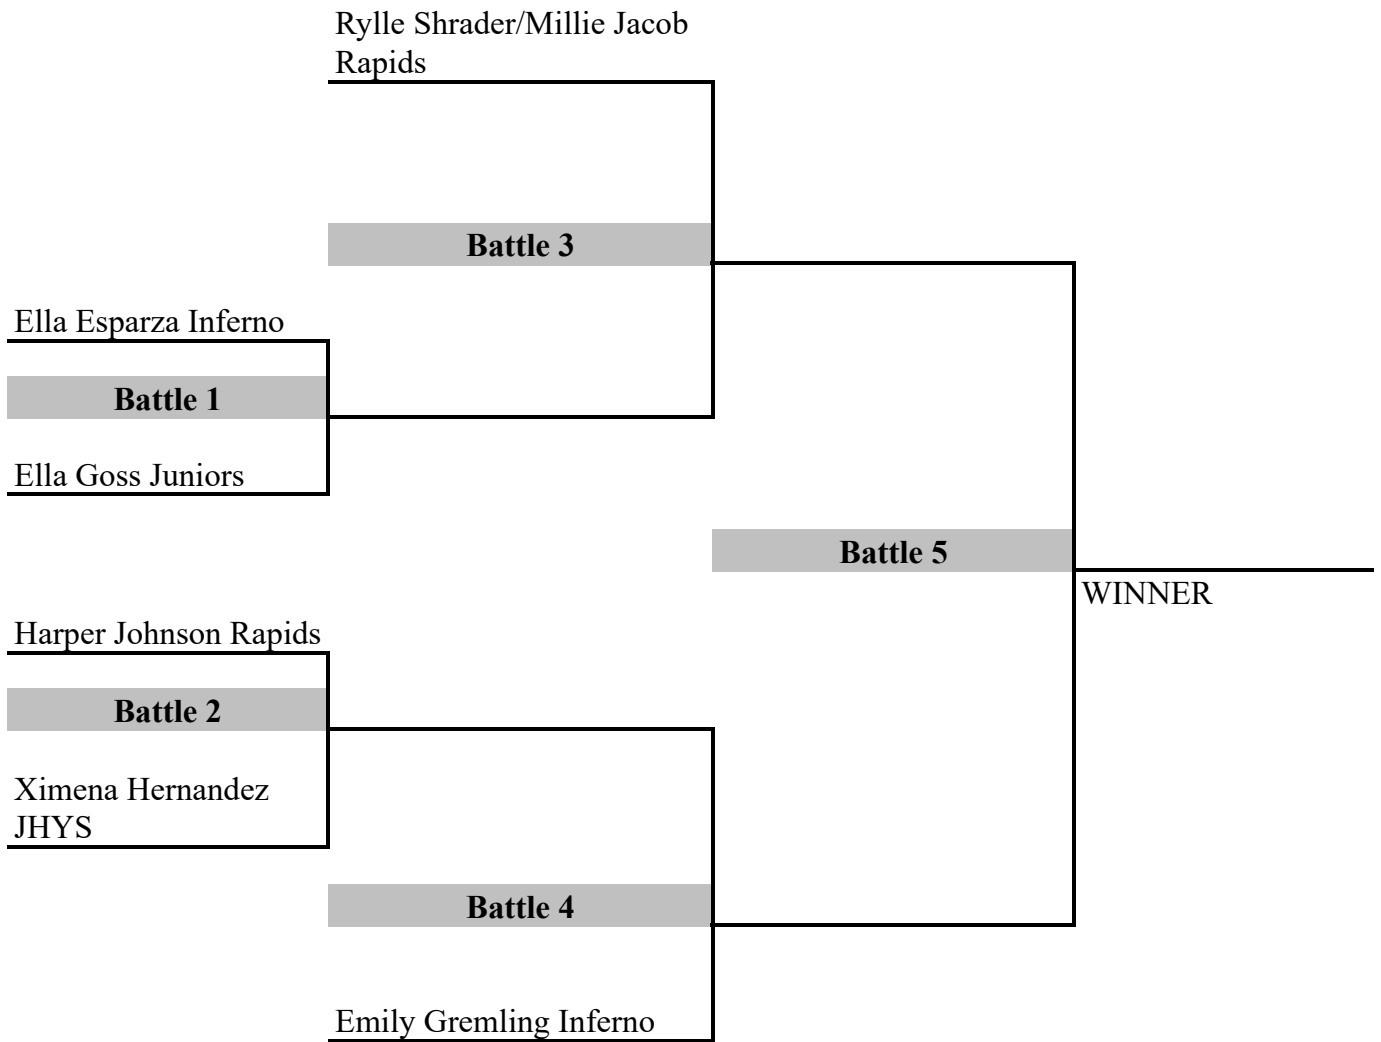 Rylle Shrader/Millie Jacob
Rapids
Battle 3
Ella Esparza Inferno
Battle 1
Ella Goss Juniors
Battle 5
WINNER
Harper Johnson Rapids
Battle 2
Ximena Hernandez
JHYS
Battle 4
Emily Gremling Inferno